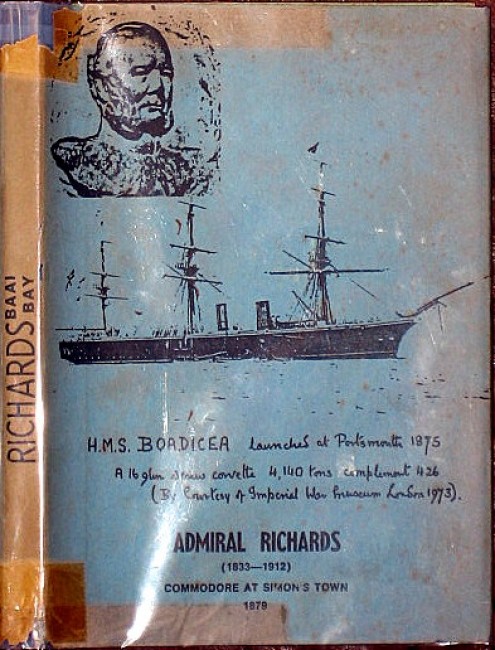 RICHARDS BAAI BAY
H.M.S. BOADICEA Launched at Portsmouth 1875
A 16 gun screw corvette 4,140 tons complement 426
(By Courtesy of Imperial War Museum London 1973).
ADMIRAL RICHARDS
(1833—1912)
COMMODORE AT SIMON'S TOWN
1879